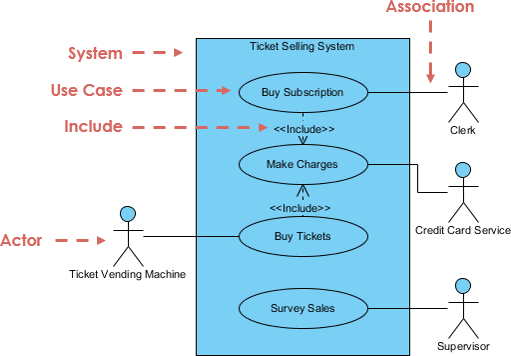 Association
Ticket Selling System
System
Use Case
Buy Subscription
Include
<<Include>>
Clerk
Make Charges
<<Include>>
Credit Card Service
Actor
Buy Tickets
Ticket Vending Machine
Survey Sales
Supervisor